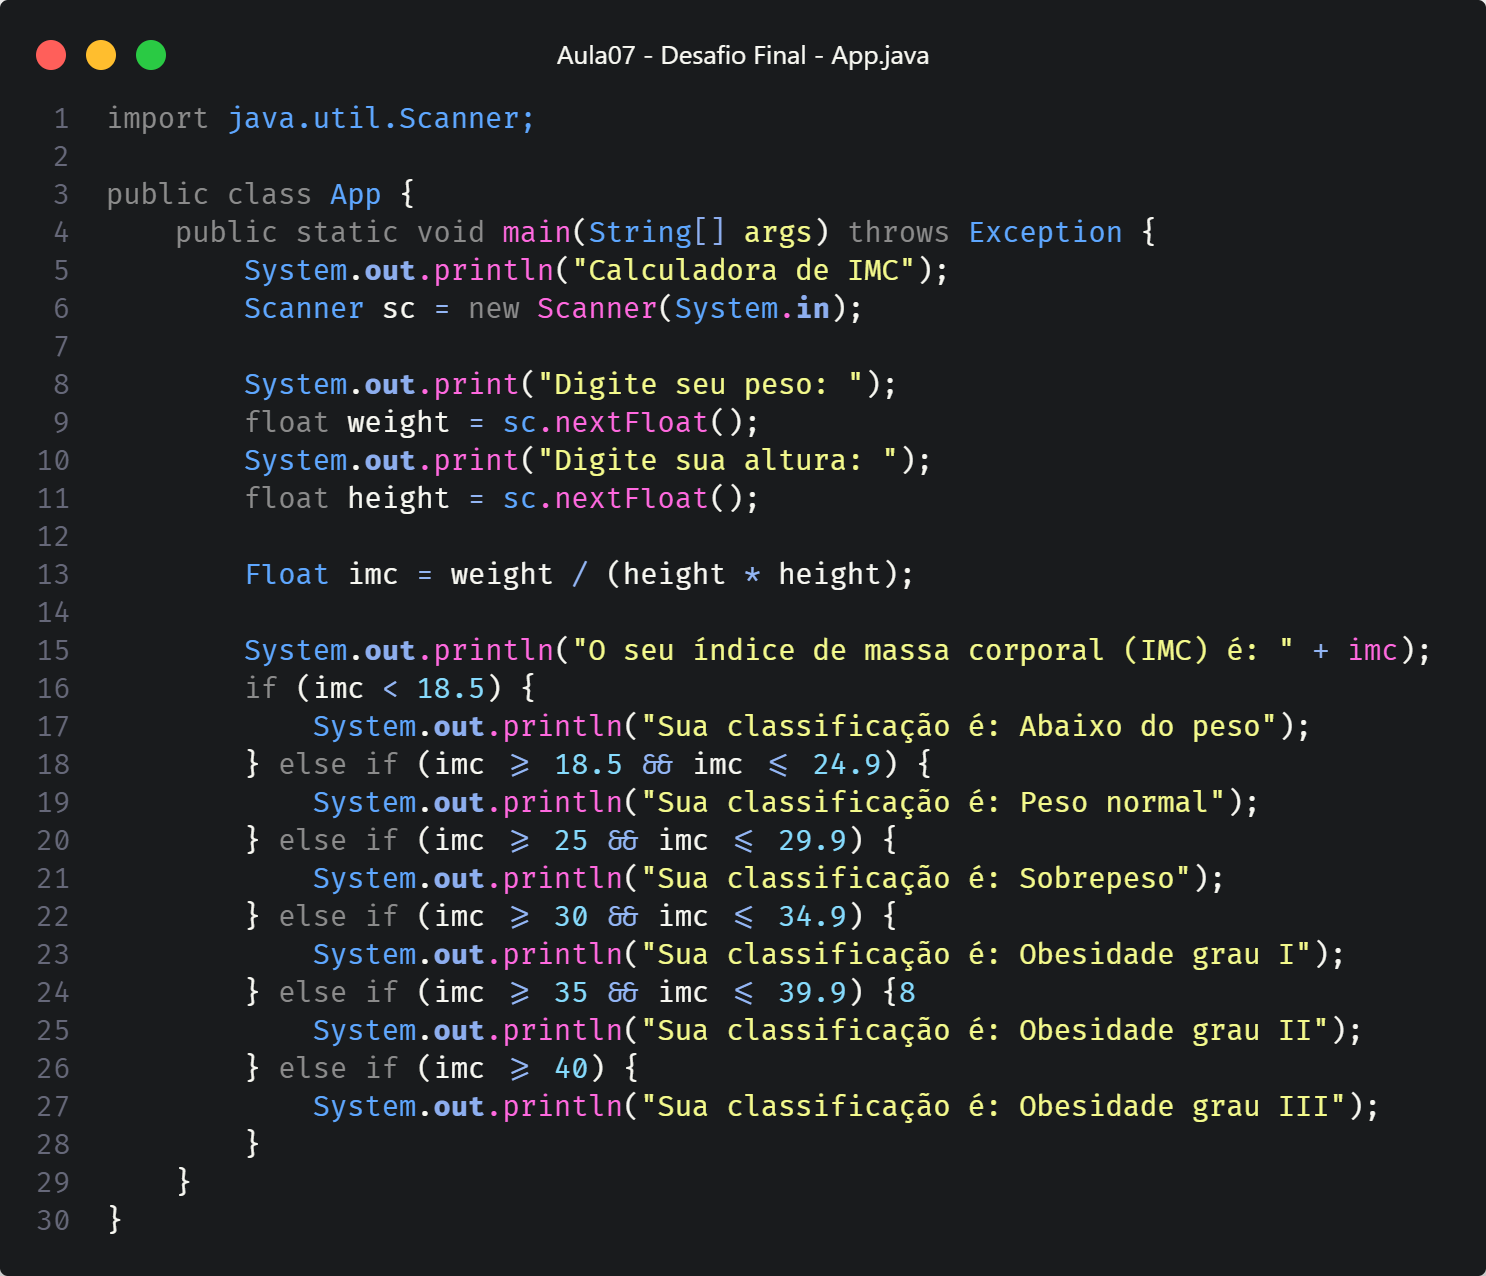 Aula07 - Desafio Final - App.java
1 import java.util.Scanner;
2
3 public class App {
4     public static void main(String[] args) throws Exception {
5         System.out.println("Calculadora de IMC");
6         Scanner sc = new Scanner(System.in);
7
8         System.out.print("Digite seu peso: ");
9         float weight = sc.nextFloat();
10         System.out.print("Digite sua altura: ");
11         float height = sc.nextFloat();
12
13         Float imc = weight / (height * height);
14
15         System.out.println("O seu índice de massa corporal (IMC) é: " + imc);
16         if (imc < 18.5) {
17             System.out.println("Sua classificação é: Abaixo do peso");
18         } else if (imc >= 18.5 && imc <= 24.9) {
19             System.out.println("Sua classificação é: Peso normal");
20         } else if (imc >= 25 && imc <= 29.9) {
21             System.out.println("Sua classificação é: Sobrepeso");
22         } else if (imc >= 30 && imc <= 34.9) {
23             System.out.println("Sua classificação é: Obesidade grau I");
24         } else if (imc >= 35 && imc <= 39.9) {8
25             System.out.println("Sua classificação é: Obesidade grau II");
26         } else if (imc >= 40) {
27             System.out.println("Sua classificação é: Obesidade grau III");
28         }
29     }
30 }